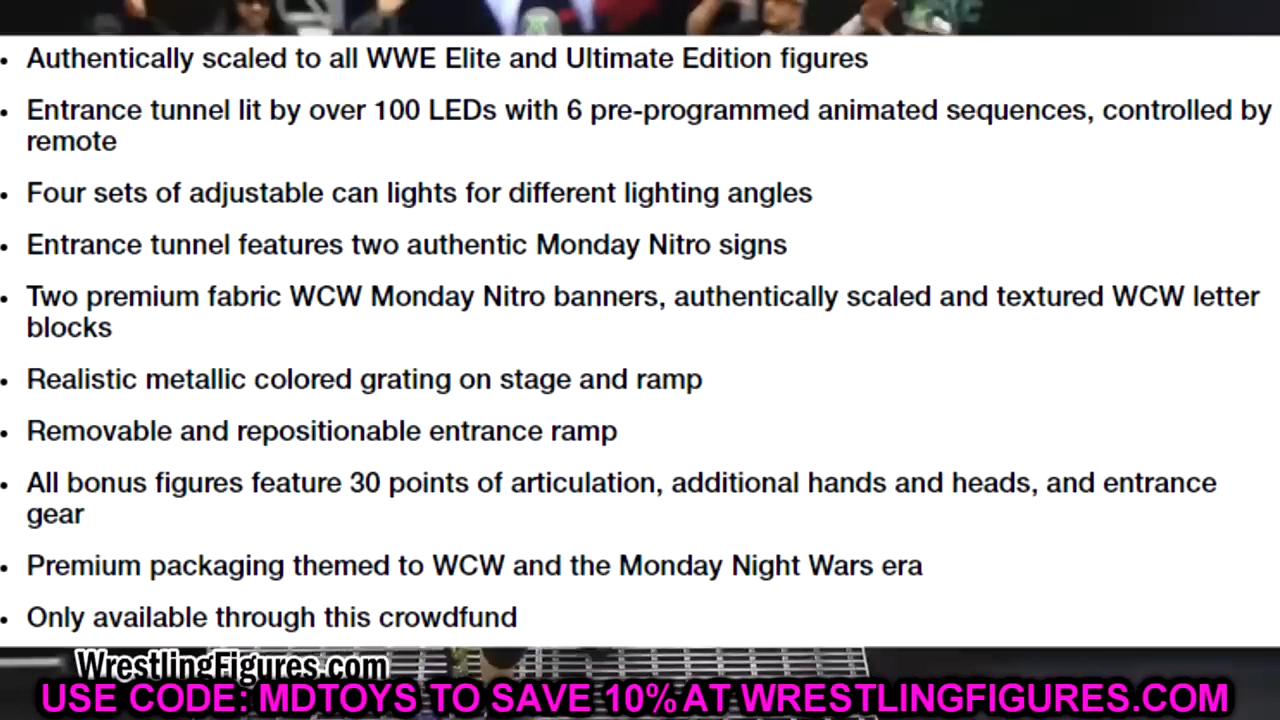 • Authentically scaled to all WWE Elite and Ultimate Edition figures
• Entrance tunnel lit by over 100 LEDs with 6 pre-programmed animated sequences, controlled by
remote
• Four sets of adjustable can lights for different lighting angles
• Entrance tunnel features two authentic Monday Nitro signs
• Two premium fabric WCW Monday Nitro banners, authentically scaled and textured WCW letter
blocks
• Realistic metallic colored grating on stage and ramp
• Removable and repositionable entrance ramp
• All bonus figures feature 30 points of articulation, additional hands and heads, and entrance
gear
• Premium packaging themed to WCW and the Monday Night Wars era
• Only available through this crowdfund
WrestlingFigures.com
USE CODE: MDTOYS TO SAVE 10% AT WRESTLINGFIGURES.COM